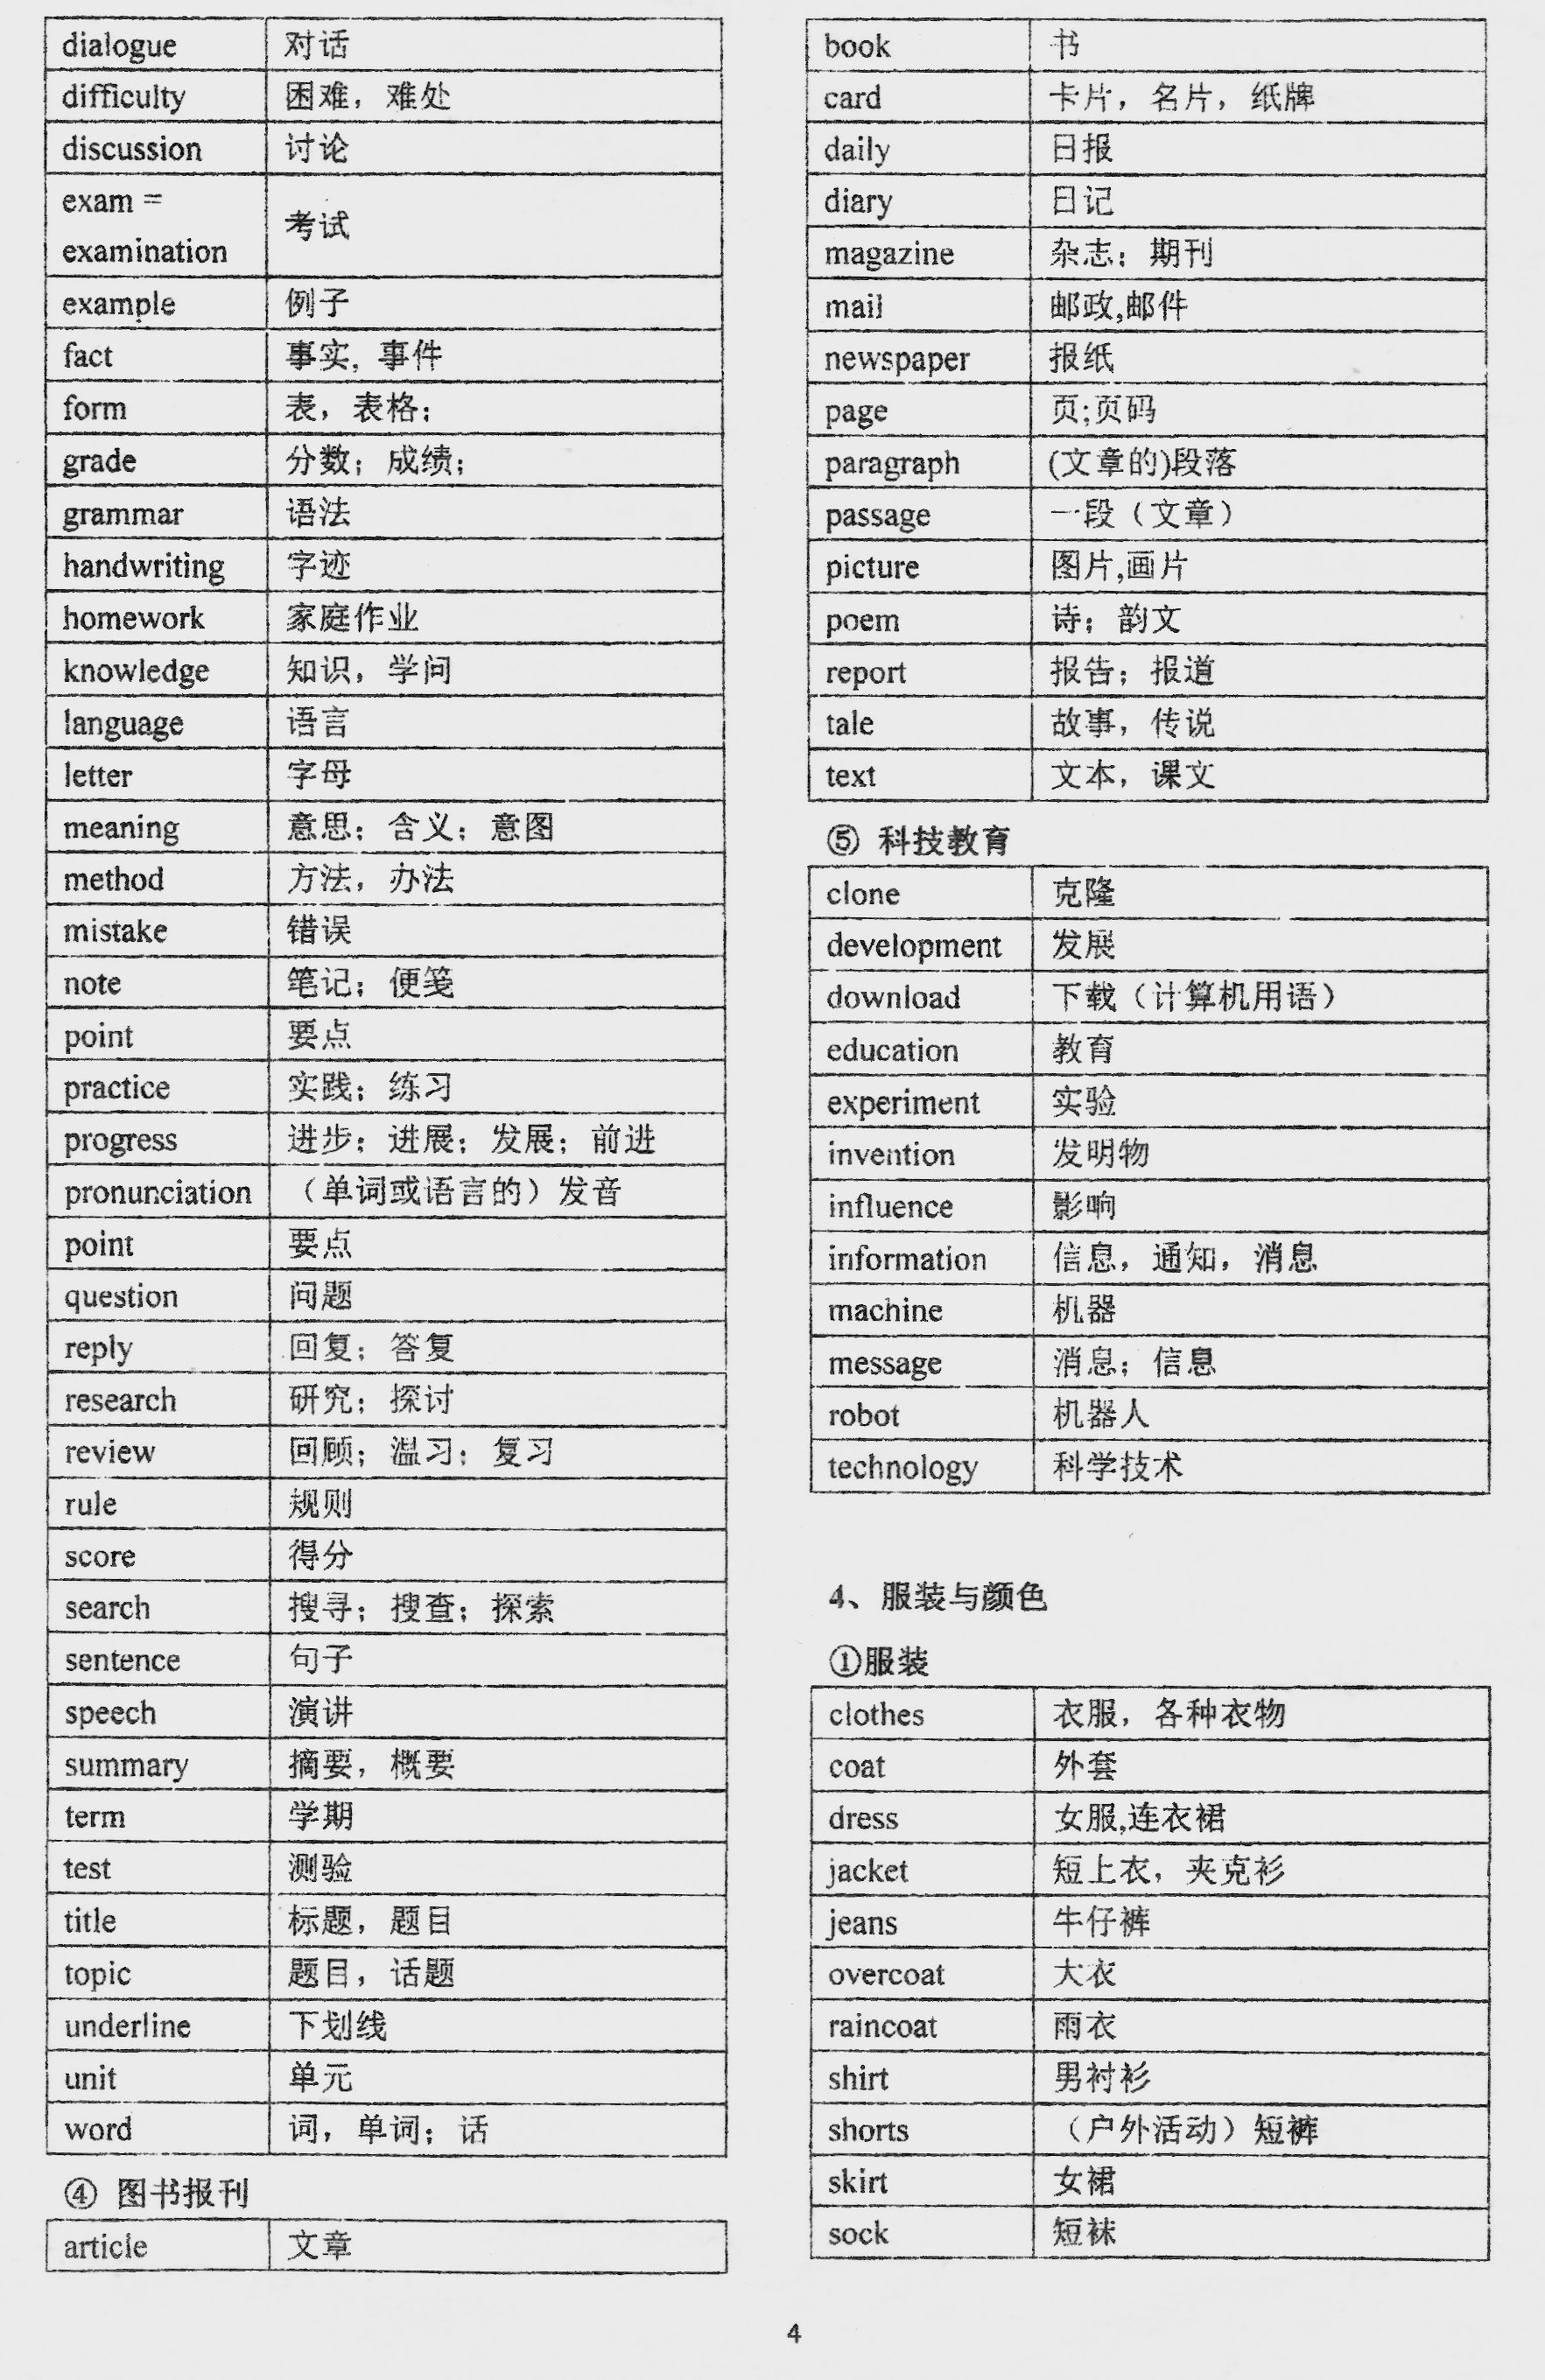 dialogue 对话
difficulty 困难，难处
discussion 讨论
exam =
examination 考试
example 例子
fact 事实, 事件
form 表，表格；
grade 分数；成绩；
grammar 语法
handwriting 字迹
homework 家庭作业
knowledge 知识，学问
language 语言
letter 字母
meaning 意思；含义；意图
method 方法，办法
mistake 错误
note 笔记；便笺
point 要点
practice 实践；练习
progress 进步；进展；发展；前进
pronunciation （单词或语言的）发音
point 要点
question 问题
reply 回复；答复
research 研究；探讨
review 回顾；温习；复习
rule 规则
score 得分
search 搜寻；搜查；探索
sentence 句子
speech 演讲
summary 摘要，概要
term 学期
test 测验
title 标题，题目
topic 题目，话题
underline 下划线
unit 单元
word 词，单词；话
④ 图书报刊
article 文章
book 书
card 卡片，名片，纸牌
daily 日报
diary 日记
magazine 杂志；期刊
mail 邮政,邮件
newspaper 报纸
page 页;页码
paragraph (文章的)段落
passage 一段（文章）
picture 图片,画片
poem 诗；韵文
report 报告；报道
tale 故事，传说
text 文本，课文
⑤ 科技教育
clone 克隆
development 发展
download 下载（计算机用语）
education 教育
experiment 实验
invention 发明物
influence 影响
information 信息，通知，消息
machine 机器
message 消息；信息
robot 机器人
technology 科学技术
4、服装与颜色
①服装
clothes 衣服，各种衣物
coat 外套
dress 女服,连衣裙
jacket 短上衣，夹克衫
jeans 牛仔裤
overcoat 大衣
raincoat 雨衣
shirt 男衬衫
shorts （户外活动）短裤
skirt 女裙
sock 短袜
4